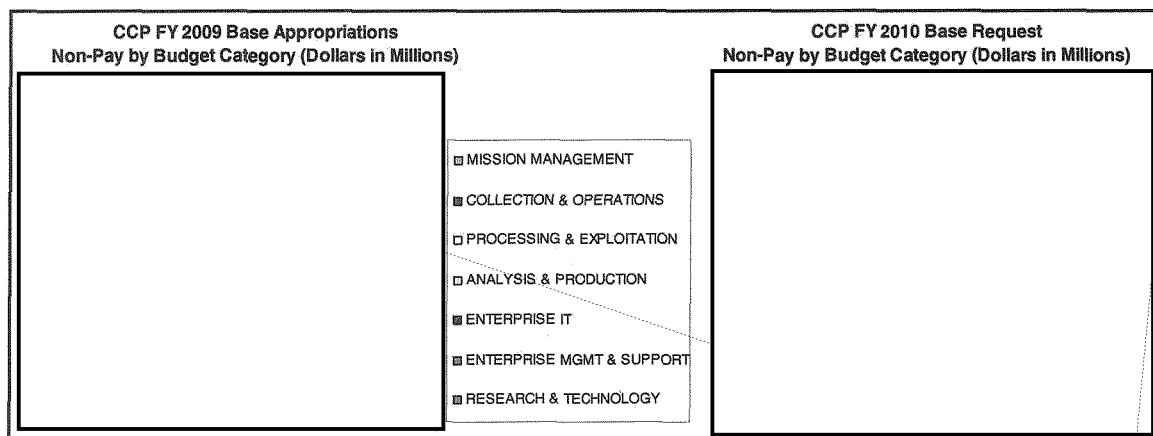 CCP FY 2009 Base Appropriations
Non-Pay by Budget Category (Dollars in Millions)
CCP FY 2010 Base Request
Non-Pay by Budget Category (Dollars in Millions)
MISSION MANAGEMENT
COLLECTION & OPERATIONS
PROCESSING & EXPLOITATION
ANALYSIS & PRODUCTION
ENTERPRISE IT
ENTERPRISE MGMT & SUPPORT
RESEARCH & TECHNOLOGY